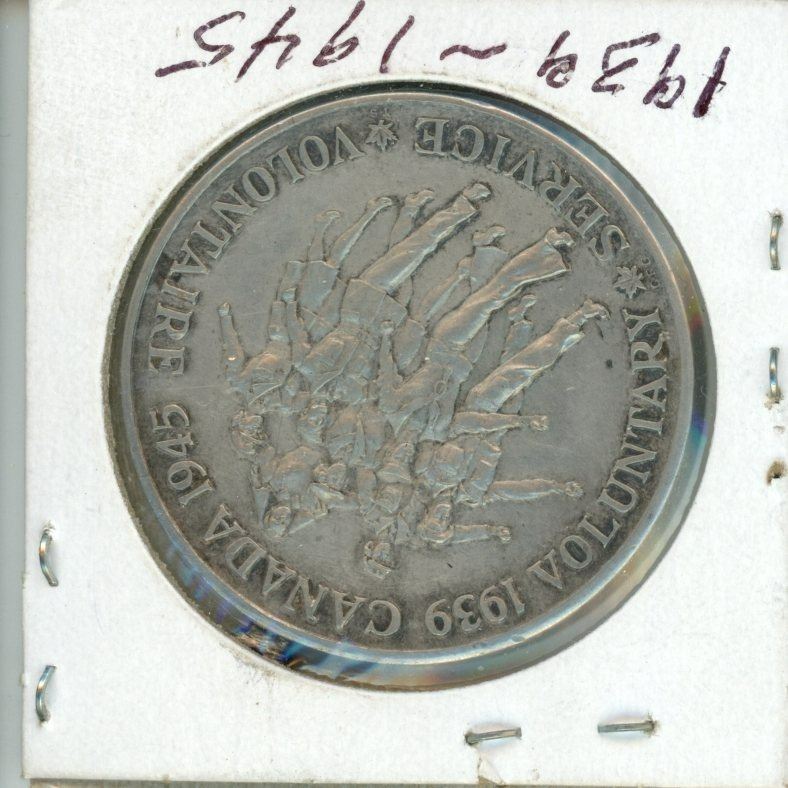 1939 ~ 1945
1939 CANADA 1945
VOLUNTARY ✶ SERVICE ✶ VOLONTAIRE